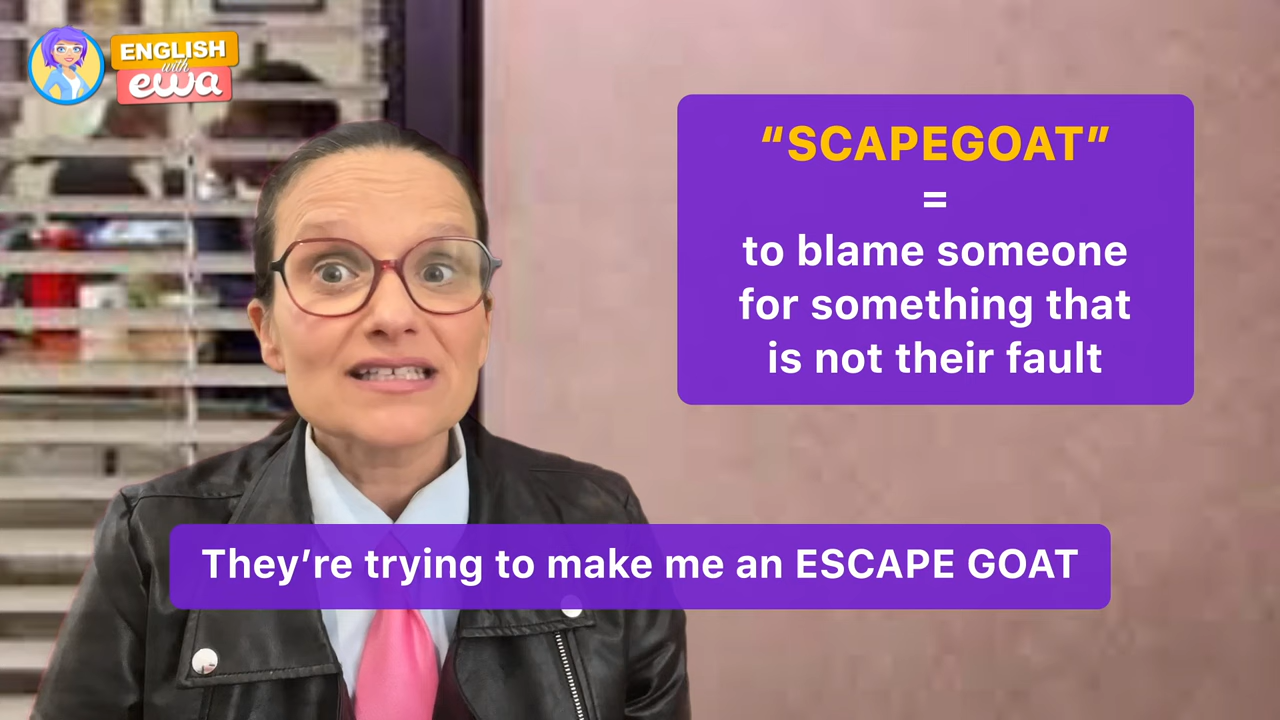 ENGLISH
with
ewa
“SCAPEGOAT”
=
to blame someone
for something that
is not their fault
They’re trying to make me an ESCAPE GOAT